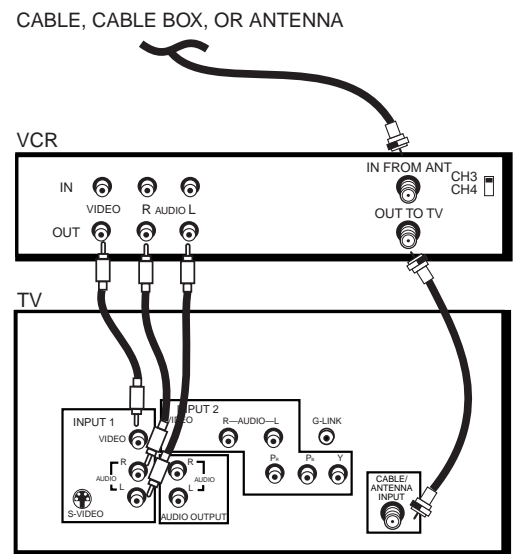 CABLE, CABLE BOX, OR ANTENNA
VCR
IN FROM ANT
CH3
CH4
IN
VIDEO R AUDIO L
OUT TO TV
OUT
TV
INPUT 1
INPUT 2
VIDEO
R—AUDIO—L
G-LINK
VIDEO
R
AUDIO
L
R
AUDIO
L
PR PB Y
S-VIDEO
AUDIO OUTPUT
CABLE/
ANTENNA
INPUT